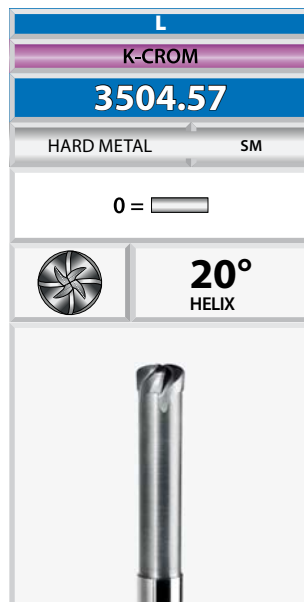 L
K-CROM
3504.57
HARD METAL SM
0 =
20°
HELIX